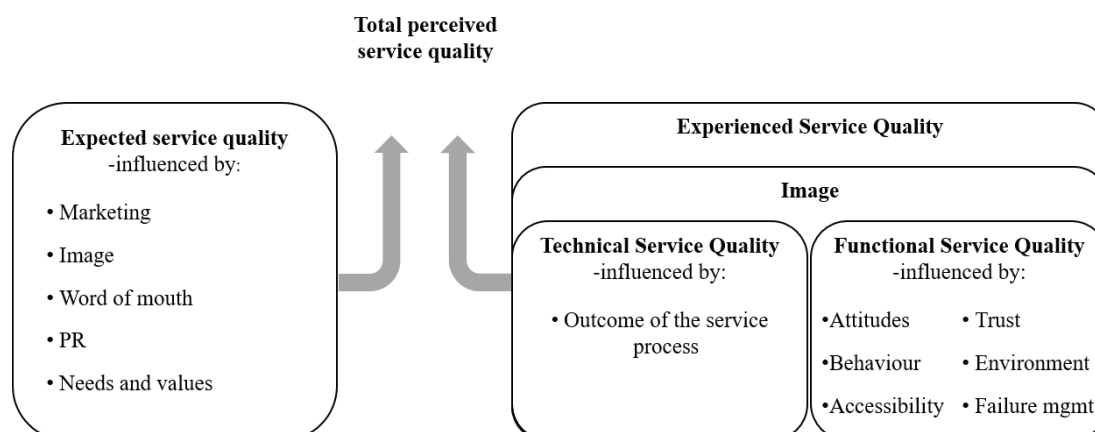 Total perceived
service quality
Expected service quality
-influenced by:
• Marketing
• Image
• Word of mouth
• PR
• Needs and values
Experienced Service Quality
Image
Technical Service Quality
-influenced by:
• Outcome of the service
process
Functional Service Quality
-influenced by:
•Attitudes
•Behaviour
•Accessibility
• Trust
• Environment
• Failure mgmt